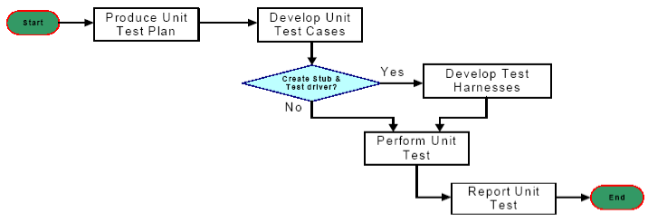 Start
Produce Unit
Test Plan
Develop Unit
Test Cases
Create Stub &
Test driver?
Yes
Develop Test
Harnesses
No
Perform Unit
Test
Report Unit
Test
End